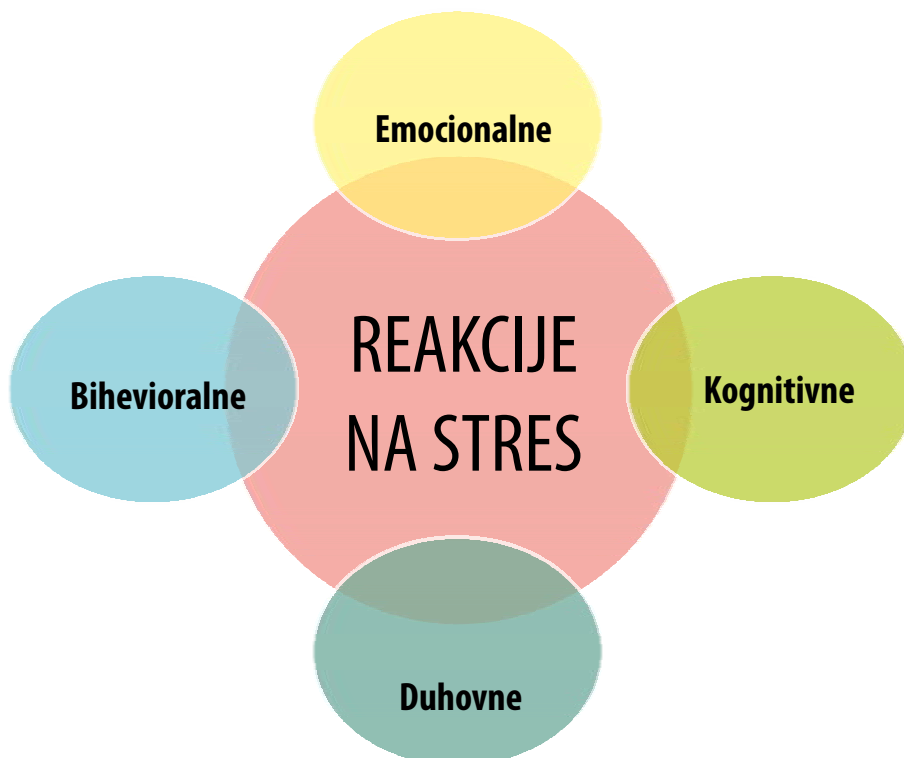 Emocionalne
REAKCIJE
NA STRES
Bihevioralne
Kognitivne
Duhovne